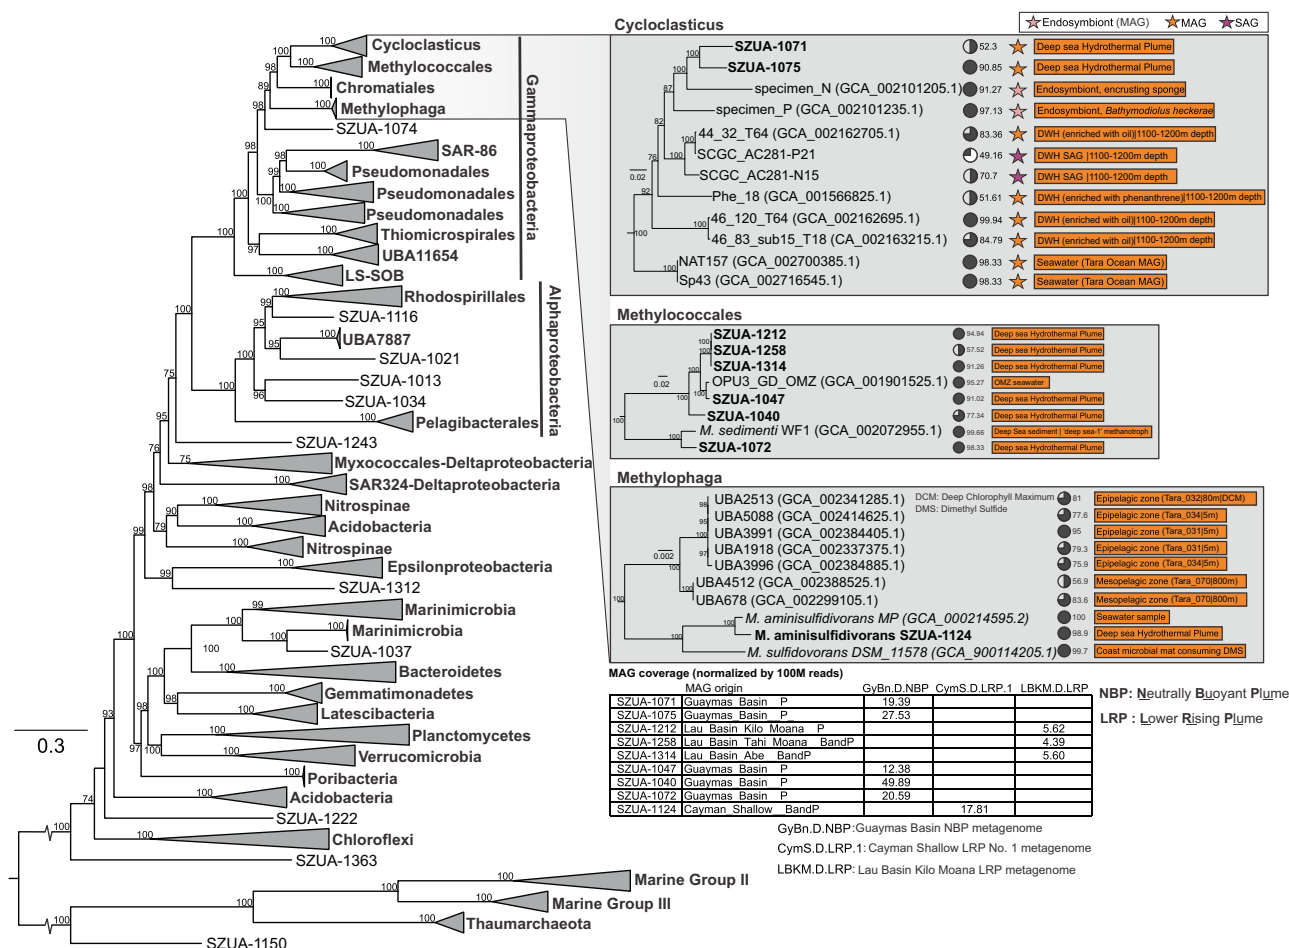 Cycloclasticus
Methylococcales
Chromatiales
Methylophaga
SZUA-1074
SAR-86
Pseudomonadales
Pseudomonadales
Pseudomonadales
Thiomicrospirales
UBA11654
LS-SOB
Gammaproteobacteria
Rhodospirillales
SZUA-1116
UBA7887
SZUA-1021
SZUA-1013
SZUA-1034
Pelagibacterales
Alphaproteobacteria
SZUA-1243
Myxococcales-Deltaproteobacteria
SAR324-Deltaproteobacteria
Nitrospinae
Acidobacteria
Nitrospinae
Epsilonproteobacteria
SZUA-1312
Marinimicrobia
Marinimicrobia
SZUA-1037
Bacteroidetes
Gemmatimonadetes
Latescibacteria
Planctomycetes
Verrucomicrobia
Poribacteria
Acidobacteria
SZUA-1222
Chloroflexi
SZUA-1363
Marine Group II
Marine Group III
Thaumarchaeota
SZUA-1150
0.3
Endosymbiont (MAG) MAG SAG
Cycloclasticus
SZUA-1071 52.3 Deep sea Hydrothermal Plume
SZUA-1075 90.85 Deep sea Hydrothermal Plume
specimen_N (GCA_002101205.1) 91.27 Endosymbiont, encrusting sponge
specimen_P (GCA_002101235.1) 97.13 Endosymbiont, Bathymodiolus heckerae
44_32_T64 (GCA_002162705.1) 83.36 DWH (enriched with oil)|1100-1200m depth
SCGC_AC281-P21 49.16 DWH SAG |1100-1200m depth
SCGC_AC281-N15 70.7 DWH SAG |1100-1200m depth
Phe_18 (GCA_001566825.1) 51.61 DWH (enriched with phenanthrene)|1100-1200m depth
46_120_T64 (GCA_002162695.1) 99.94 DWH (enriched with oil)|1100-1200m depth
46_83_sub15_T18 (CA_002163215.1) 84.79 DWH (enriched with oil)|1100-1200m depth
NAT157 (GCA_002700385.1) 98.33 Seawater (Tara Ocean MAG)
Sp43 (GCA_002716545.1) 98.33 Seawater (Tara Ocean MAG)
0.02
Methylococcales
SZUA-1212 94.94 Deep sea Hydrothermal Plume
SZUA-1258 57.52 Deep sea Hydrothermal Plume
SZUA-1314 91.26 Deep sea Hydrothermal Plume
OPU3_GD_OMZ (GCA_001901525.1) 95.27 OMZ seawater
SZUA-1047 91.02 Deep sea Hydrothermal Plume
SZUA-1040 77.34 Deep sea Hydrothermal Plume
M. sedimenti WF1 (GCA_002072955.1) 99.66 Deep Sea sediment | 'deep sea-1' methanotroph
SZUA-1072 98.33 Deep sea Hydrothermal Plume
0.02
Methylophaga
DCM: Deep Chlorophyll Maximum
DMS: Dimethyl Sulfide
UBA2513 (GCA_002341285.1) 81 Epipelagic zone (Tara_032|80m|DCM)
UBA5088 (GCA_002414625.1) 77.6 Epipelagic zone (Tara_034|5m)
UBA3991 (GCA_002384405.1) 95 Epipelagic zone (Tara_031|5m)
UBA1918 (GCA_002337375.1) 79.3 Epipelagic zone (Tara_031|5m)
UBA3996 (GCA_002384885.1) 75.9 Epipelagic zone (Tara_034|5m)
UBA4512 (GCA_002388525.1) 56.9 Mesopelagic zone (Tara_070|800m)
UBA678 (GCA_002299105.1) 83.6 Mesopelagic zone (Tara_070|800m)
M. aminisulfidivorans MP (GCA_000214595.2) 100 Seawater sample
M. aminisulfidivorans SZUA-1124 98.9 Deep sea Hydrothermal Plume
M. sulfidovorans DSM_11578 (GCA_900114205.1) 99.7 Coast microbial mat consuming DMS
0.002
MAG coverage (normalized by 100M reads)
MAG origin GyBn.D.NBP CymS.D.LRP.1 LBKM.D.LRP
SZUA-1071 Guaymas_Basin__P 19.39
SZUA-1075 Guaymas_Basin__P_ 27.53
SZUA-1212 Lau_Basin_Kilo_Moana__P 5.62
SZUA-1258 Lau_Basin_Tahi_Moana__BandP 4.39
SZUA-1314 Lau_Basin_Abe__BandP 5.60
SZUA-1047 Guaymas_Basin__P 12.38
SZUA-1040 Guaymas_Basin__P 49.89
SZUA-1072 Guaymas_Basin__P 20.59
SZUA-1124 Cayman_Shallow__BandP 17.81
NBP: Neutrally Buoyant Plume
LRP : Lower Rising Plume
GyBn.D.NBP:Guaymas Basin NBP metagenome
CymS.D.LRP.1: Cayman Shallow LRP No. 1 metagenome
LBKM.D.LRP: Lau Basin Kilo Moana LRP metagenome